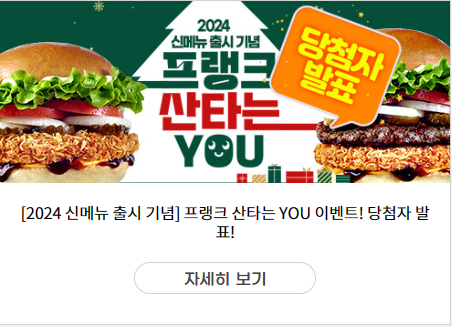 2024
신메뉴 출시 기념
프랭크
산타는
YOU
당첨자
발표
[2024 신메뉴 출시 기념] 프랭크 산타는 YOU 이벤트! 당첨자 발
표!
자세히 보기